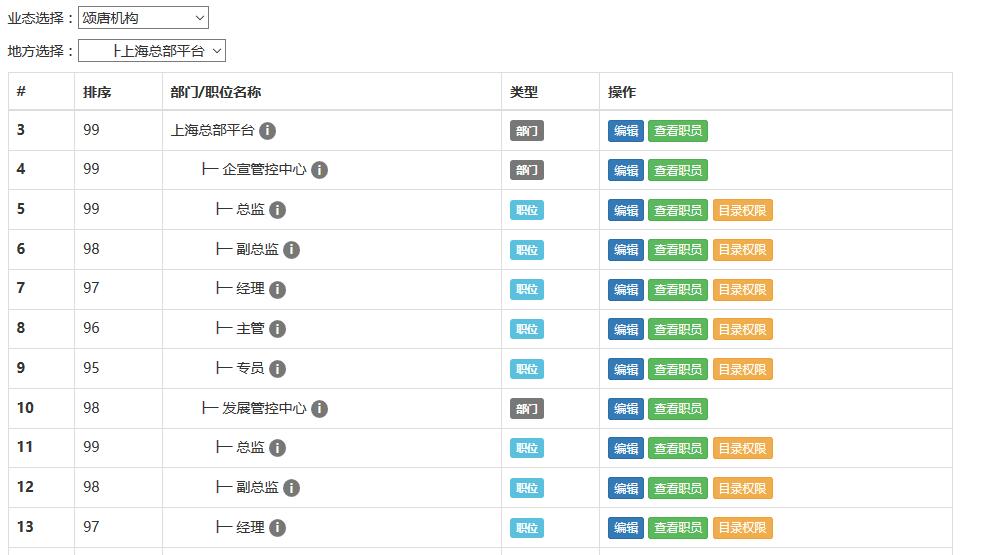 业态选择：颂唐机构
地方选择：├上海总部平台
# 排序 部门/职位名称 类型 操作
3 99 上海总部平台 i 部门 编辑 查看职员
4 99 ├─ 企宣管控中心 i 部门 编辑 查看职员
5 99 ├─ 总监 i 职位 编辑 查看职员 目录权限
6 98 ├─ 副总监 i 职位 编辑 查看职员 目录权限
7 97 ├─ 经理 i 职位 编辑 查看职员 目录权限
8 96 ├─ 主管 i 职位 编辑 查看职员 目录权限
9 95 ├─ 专员 i 职位 编辑 查看职员 目录权限
10 98 ├─ 发展管控中心 i 部门 编辑 查看职员
11 99 ├─ 总监 i 职位 编辑 查看职员 目录权限
12 98 ├─ 副总监 i 职位 编辑 查看职员 目录权限
13 97 ├─ 经理 i 职位 编辑 查看职员 目录权限